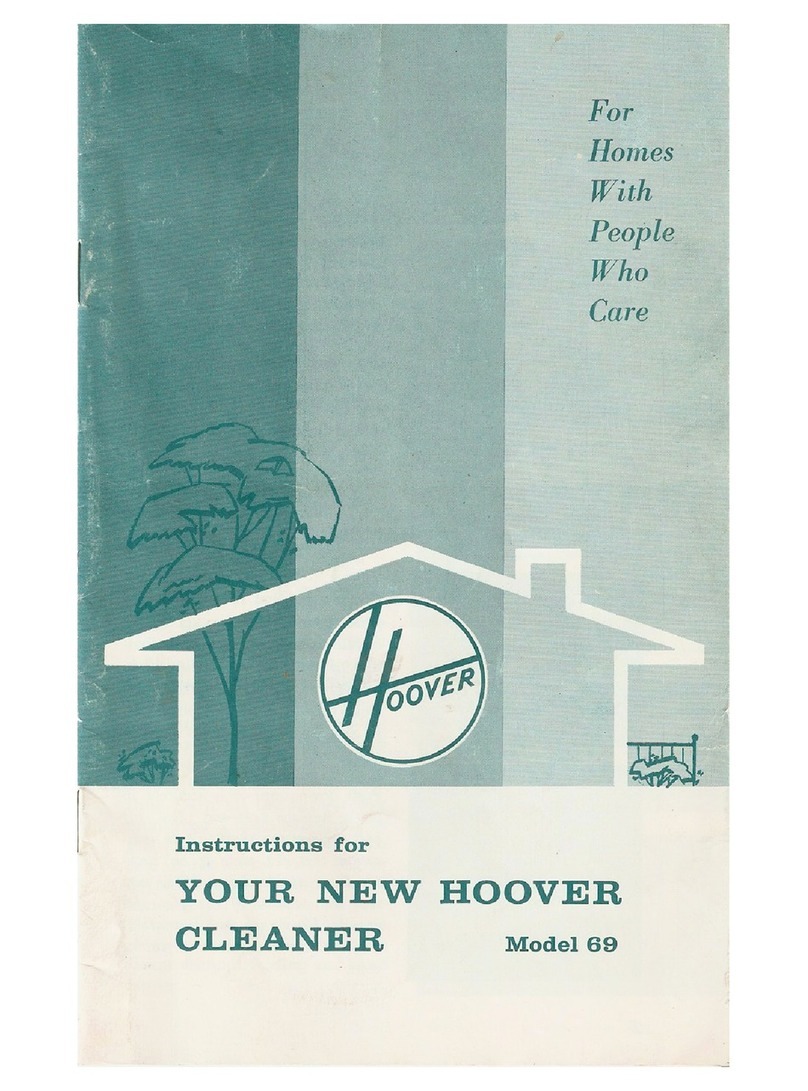 For
Homes
With
People
Who
Care
HOOVER
Instructions for
YOUR NEW HOOVER
CLEANER Model 69